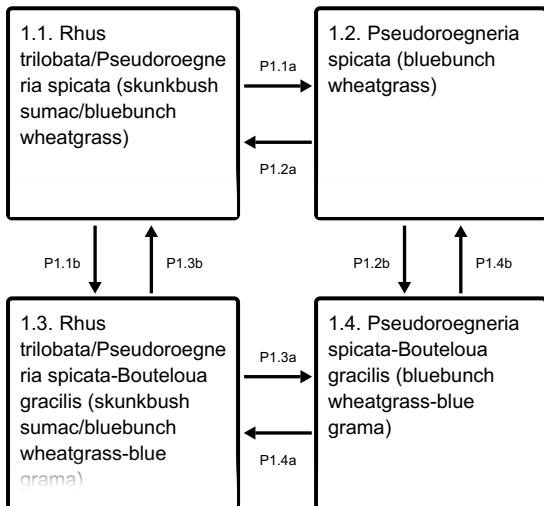 1.1. Rhus
trilobata/Pseudoroegne
ria spicata (skunkbush
sumac/bluebunch
wheatgrass)
P1.1a
P1.2a
1.2. Pseudoroegneria
spicata (bluebunch
wheatgrass)
P1.1b
P1.3b
P1.2b
P1.4b
1.3. Rhus
trilobata/Pseudoroegne
ria spicata-Bouteloua
gracilis (skunkbush
sumac/bluebunch
wheatgrass-blue
grama)
P1.3a
P1.4a
1.4. Pseudoroegneria
spicata-Bouteloua
gracilis (bluebunch
wheatgrass-blue
grama)